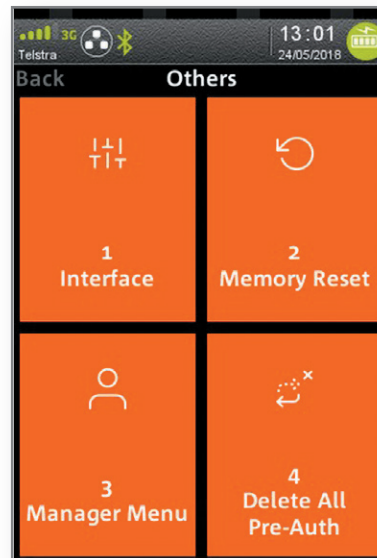 3G 13:01
Telstra 24/05/2018
Back Others
1
Interface
2
Memory Reset
3
Manager Menu
4
Delete All
Pre-Auth